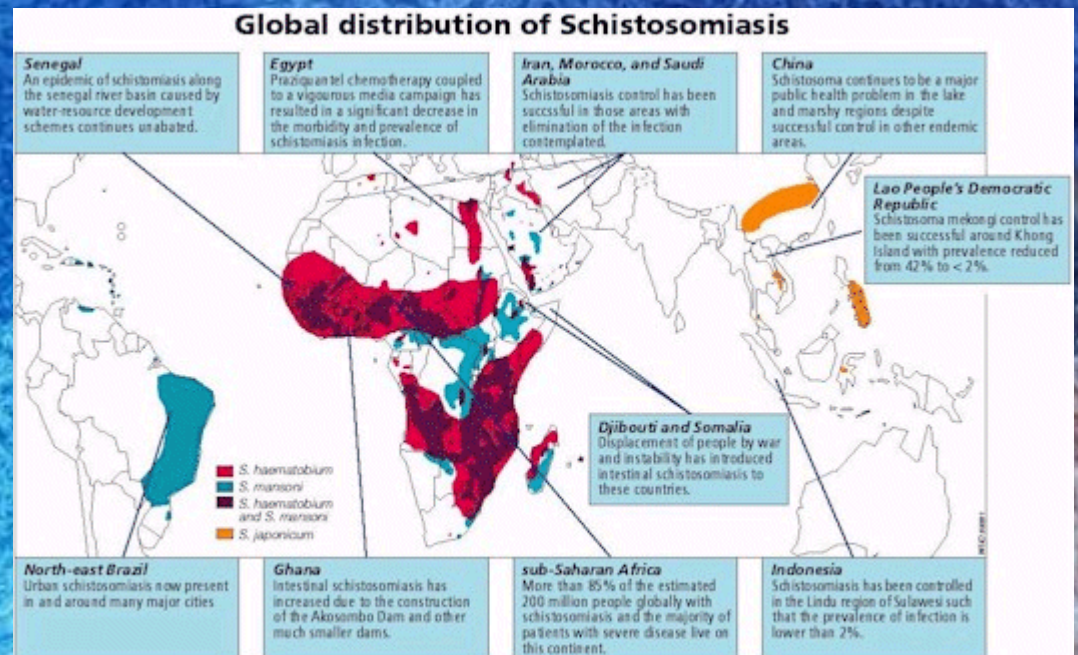 Global distribution of Schistosomiasis
Senegal
An epidemic of schistomiasis along
the senegal river basin caused by
water-resource development
schemes continues unabated.
Egypt
Praziquantel chemotherapy coupled
to a vigourous media campaign has
resulted in a significant decrease in
the morbidity and prevalence of
schistomiasis infection.
Iran, Morocco, and Saudi
Arabia
Schistosomiasis control has been
succssful in those areas with
elimination of the infection
contemplated.
China
Schistosoma continues to be a major
public health problem in the lake
and marshy regions despite
successful control in other endemic
areas.
Lao People's Democratic
Republic
Schistosoma mekongi control has
been successful around Khong
Island with prevalence reduced
from 42% to < 2%.
Djibouti and Somalia
Displacement of people by war
and instability has introduced
intestinal schistosomiasis to
these countries.
S. haematobium
S. mansoni
S. haematobium
and S. mansoni
S. japonicum
North-east Brazil
Urban schistosomiasis now present
in and around many major cities
Ghana
Intestinal schistosomiasis has
increased due to the construction
of the Akosombo Dam and other
much smaller dams.
sub-Saharan Africa
More than 85% of the estimated
200 million people globally with
schistosomiasis and the majority of
patients with severe disease live on
this continent.
Indonesia
Schistosomiasis has been controlled
in the Lindu region of Sulawesi such
that the prevalence of infection is
lower than 2%.